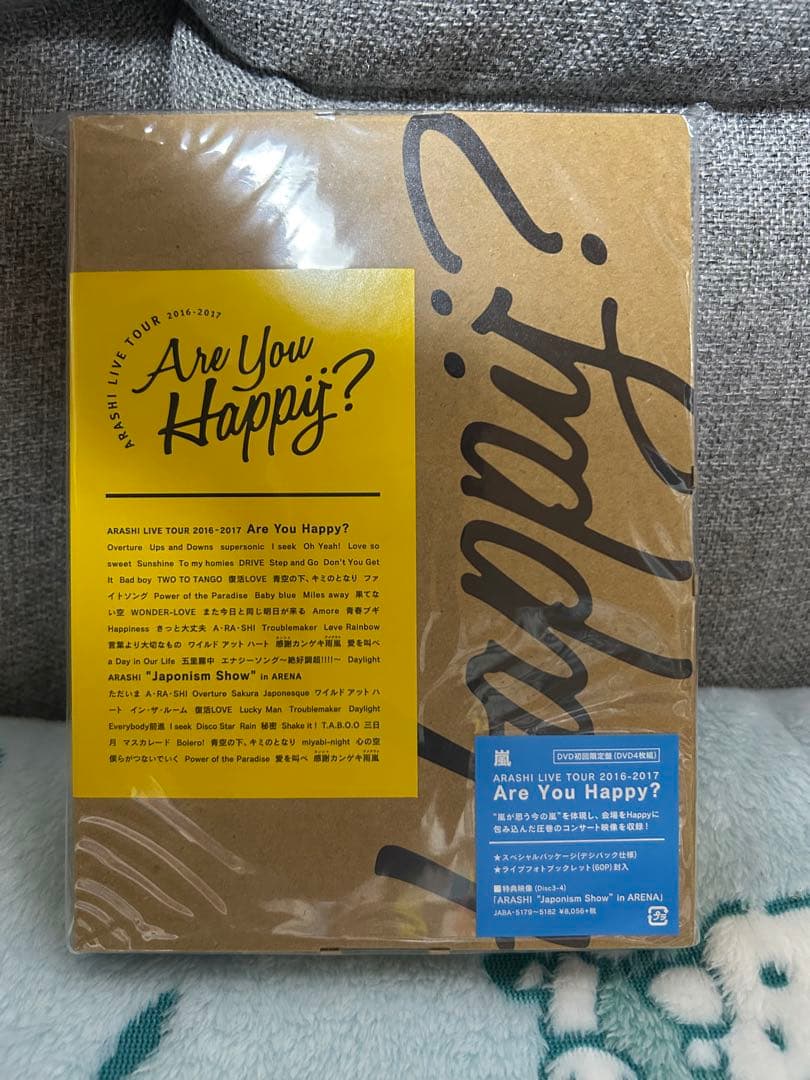 ARASHI LIVE TOUR 2016-2017
Are You
Happy?
ARASHI LIVE TOUR 2016-2017 Are You Happy?
Overture Ups and Downs supersonic I seek Oh Yeah! Love so
sweet Sunshine To my homies DRIVE Step and Go Don't You Get
It Bad boy TWO TO TANGO 復活LOVE 青空の下、キミのとなり ファ
イトソング Power of the Paradise Baby blue Miles away 果てな
い空 WONDER-LOVE また今日と同じ明日が来る Amore 青春ブギ
Happiness きっと大丈夫 A・RA・SHI Troublemaker Løve Rainbow
言葉より大切なもの ワイルド アット ハート 感謝カンゲキ雨嵐 愛を叫べ
a Day in Our Life 五里霧中 エナジーソング〜絶好調超!!!!〜 Daylight
ARASHI "Japonism Show" in ARENA
ただいま A・RA・SHI Overture Sakura Japonesque ワイルド アット ハ
ート イン・ザ・ルーム 復活LOVE Lucky Man Troublemaker Daylight
Everybody前進 I seek Disco Star Rain 秘密 Shake it! T.A.B.O.O 三日
月 マスカレード Bolero! 青空の下、キミのとなり miyabi-night 心の空
僕らがつないでいく Power of the Paradise 愛を叫べ 感謝カンゲキ雨嵐
Happy?
嵐 DVD初回限定盤(DVD4枚組)
ARASHI LIVE TOUR 2016-2017
Are You Happy?
"嵐が思う今の嵐"を体現し、会場をHappyに
包み込んだ圧巻のコンサート映像を収録!
★スペシャルパッケージ(デジパック仕様)
★ライブフォトブックレット(60P)封入
■特典映像(Disc3-4)
「ARASHI "Japonism Show" in ARENA」
JABA-5179〜5182 ¥8,056+税
プラ